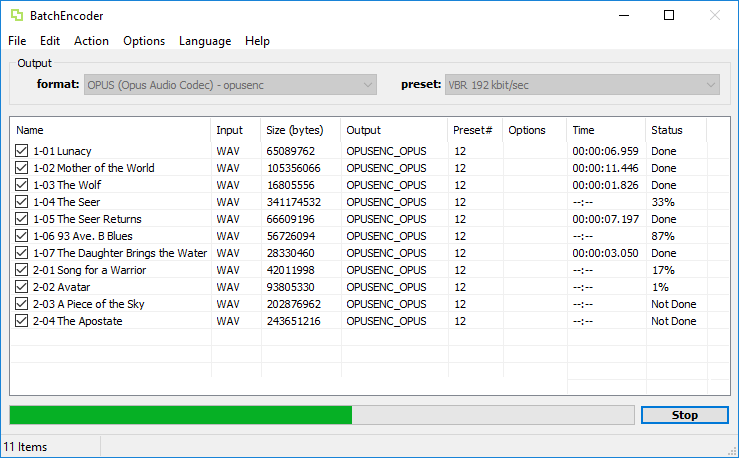 BatchEncoder
File Edit Action Options Language Help
Output
format: OPUS (Opus Audio Codec) - opusenc preset: VBR 192 kbit/sec
Name Input Size (bytes) Output Preset# Options Time Status
1-01 Lunacy WAV 65089762 OPUSENC_OPUS 12 00:00:06.959 Done
1-02 Mother of the World WAV 105356066 OPUSENC_OPUS 12 00:00:11.446 Done
1-03 The Wolf WAV 16805556 OPUSENC_OPUS 12 00:00:01.826 Done
1-04 The Seer WAV 341174532 OPUSENC_OPUS 12 --:-- 33%
1-05 The Seer Returns WAV 66609196 OPUSENC_OPUS 12 00:00:07.197 Done
1-06 93 Ave. B Blues WAV 56726094 OPUSENC_OPUS 12 --:-- 87%
1-07 The Daughter Brings the Water WAV 28330460 OPUSENC_OPUS 12 00:00:03.050 Done
2-01 Song for a Warrior WAV 42011998 OPUSENC_OPUS 12 --:-- 17%
2-02 Avatar WAV 93805330 OPUSENC_OPUS 12 --:-- 1%
2-03 A Piece of the Sky WAV 202876962 OPUSENC_OPUS 12 --:-- Not Done
2-04 The Apostate WAV 243651216 OPUSENC_OPUS 12 --:-- Not Done
Stop
11 Items